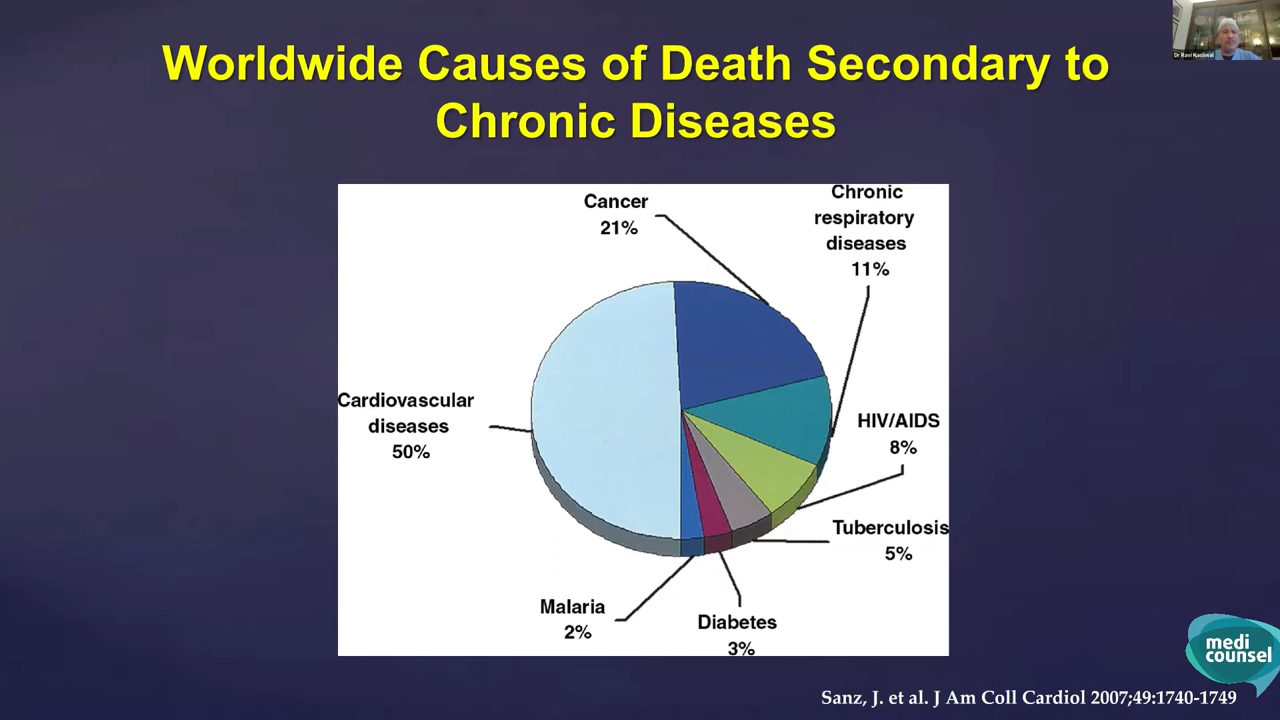 Worldwide Causes of Death Secondary to
Chronic Diseases
Dr Ravi Kasliwal
Cancer
21%
Chronic
respiratory
diseases
11%
Cardiovascular
diseases
50%
HIV/AIDS
8%
Tuberculosis
5%
Malaria
2%
Diabetes
3%
medi
counsel
Sanz, J. et al. J Am Coll Cardiol 2007;49:1740-1749